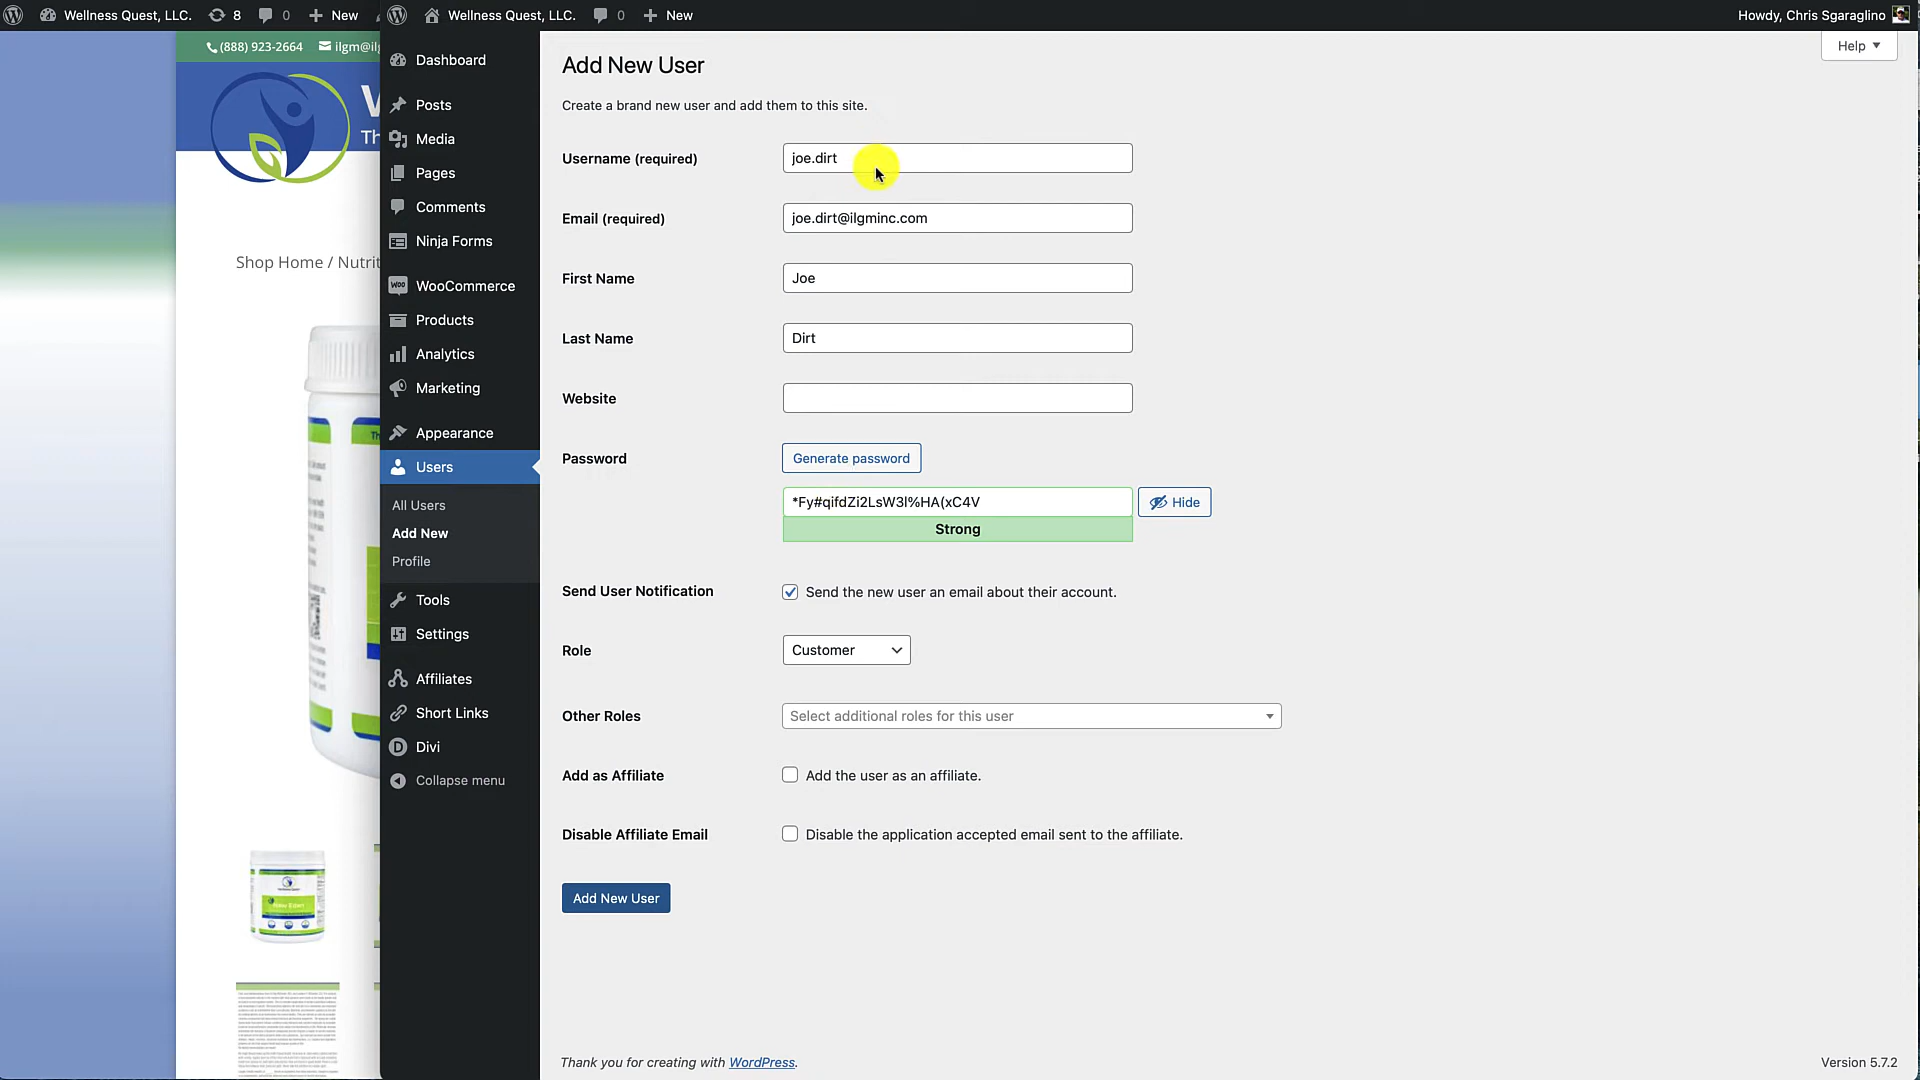 Wellness Quest, LLC.
8
0
New
Wellness Quest, LLC.
0
New
Howdy, Chris Sgaraglino
(888) 923-2664
ilgm@ilg
W
Th
Shop Home / Nutrit
Dashboard
Posts
Media
Pages
Comments
Ninja Forms
WooCommerce
Products
Analytics
Marketing
Appearance
Users
All Users
Add New
Profile
Tools
Settings
Affiliates
Short Links
Divi
Collapse menu
Help
Add New User
Create a brand new user and add them to this site.
Username (required)
joe.dirt
Email (required)
joe.dirt@ilgminc.com
First Name
Joe
Last Name
Dirt
Website
Password
Generate password
*Fy#qifdZi2LsW3l%HA(xC4V
Hide
Strong
Send User Notification
Send the new user an email about their account.
Role
Customer
Other Roles
Select additional roles for this user
Add as Affiliate
Add the user as an affiliate.
Disable Affiliate Email
Disable the application accepted email sent to the affiliate.
Add New User
Thank you for creating with WordPress.
Version 5.7.2